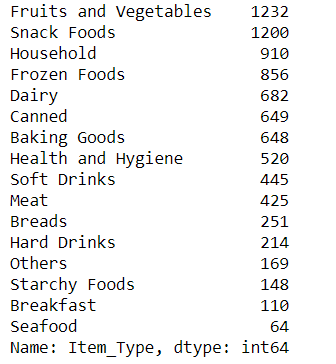 Fruits and Vegetables    1232
Snack Foods              1200
Household                 910
Frozen Foods              856
Dairy                     682
Canned                    649
Baking Goods              648
Health and Hygiene        520
Soft Drinks               445
Meat                      425
Breads                    251
Hard Drinks               214
Others                    169
Starchy Foods             148
Breakfast                 110
Seafood                    64
Name: Item_Type, dtype: int64